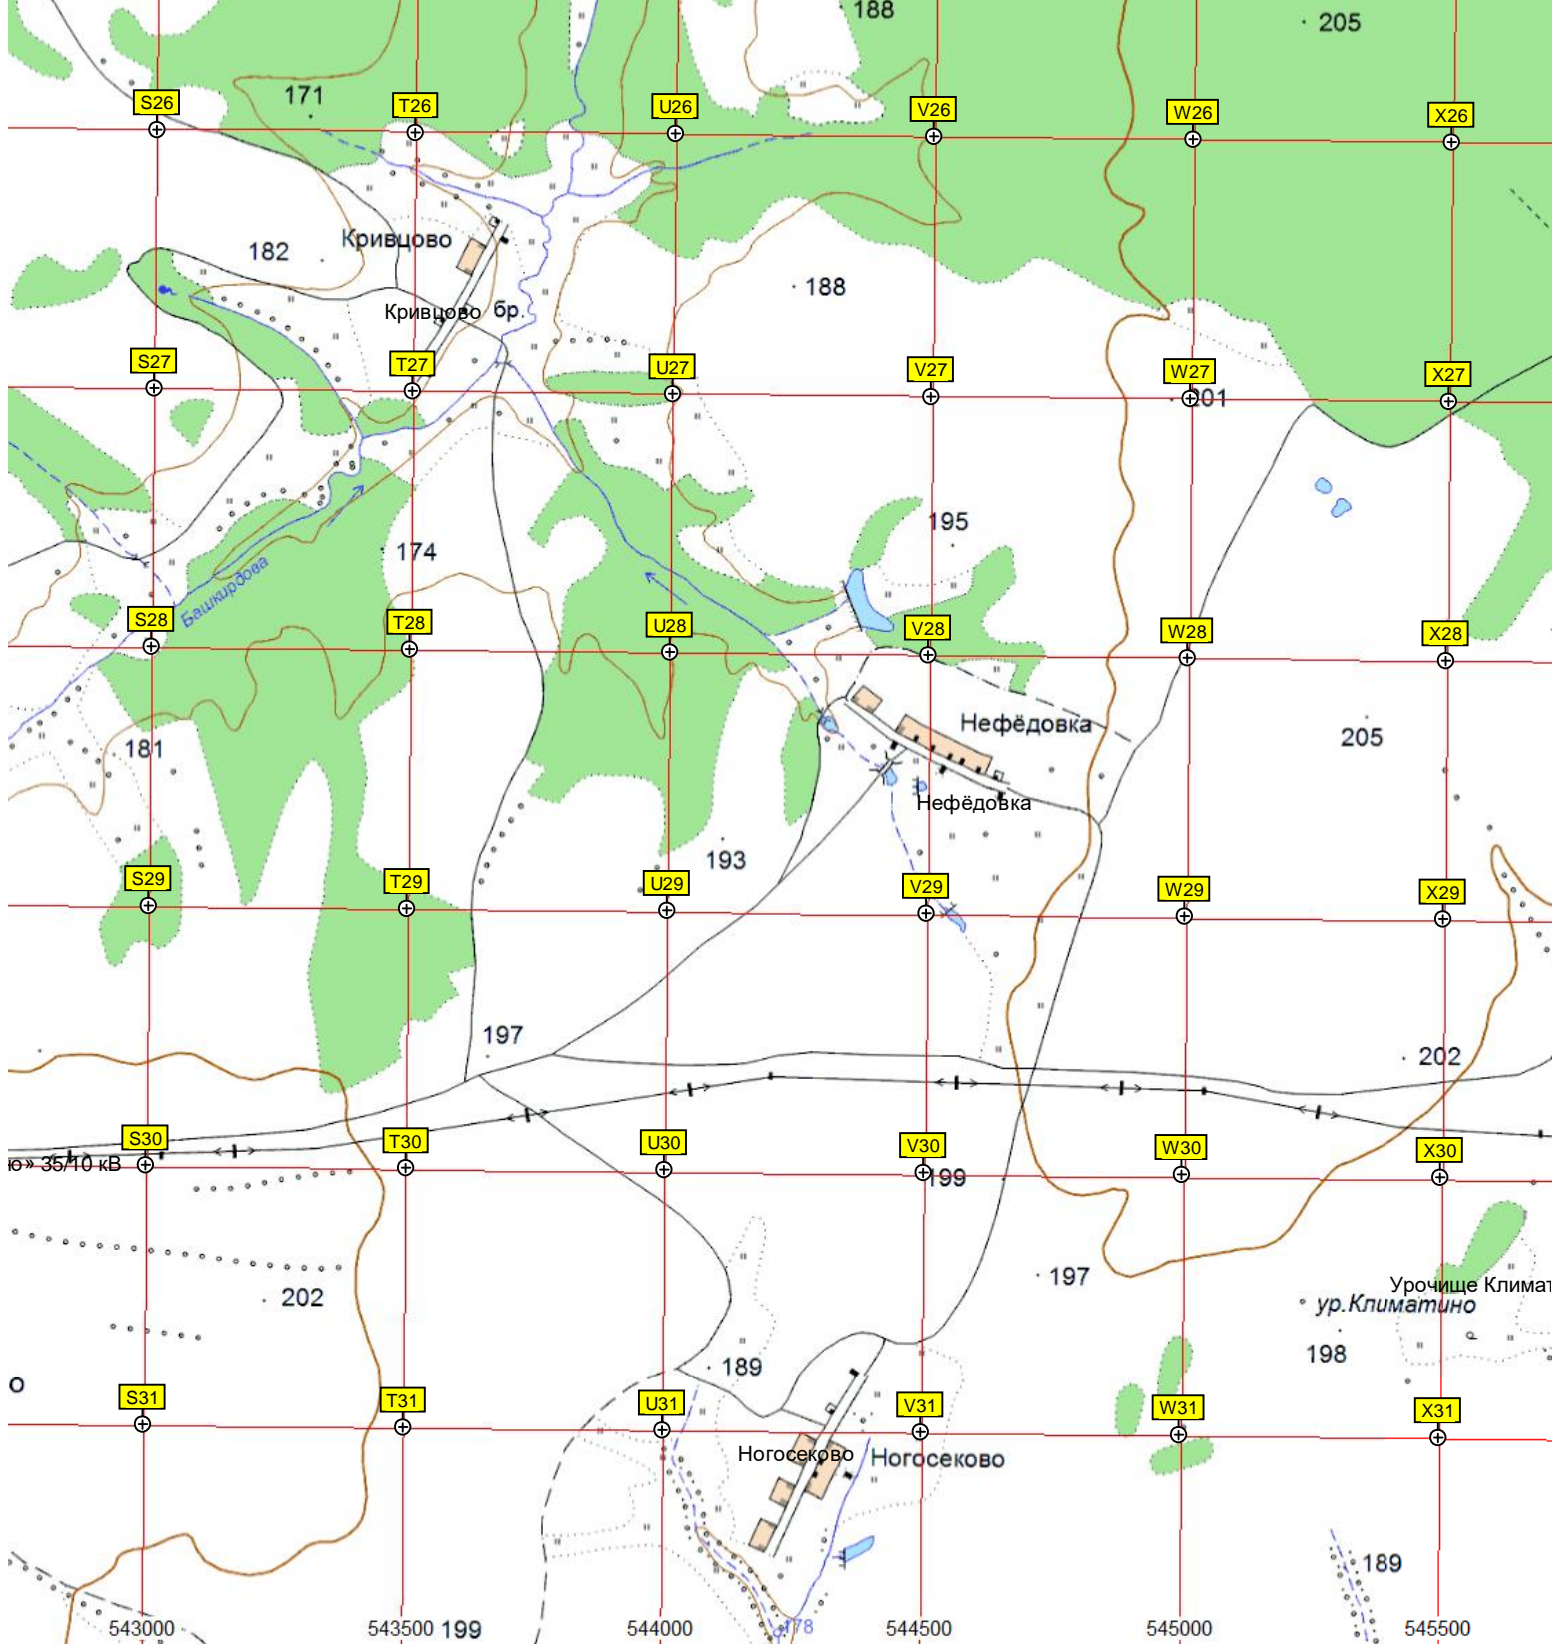 188
205
171
S26
T26
U26
V26
W26
X26
Кривцово
182
188
Кривцово
бр.
S27
T27
U27
V27
W27
X27
201
195
174
Башкирдова
S28
T28
U28
V28
W28
X28
Нефёдовка
205
181
Нефёдовка
193
S29
T29
U29
V29
W29
X29
197
202
S30
T30
U30
V30
W30
X30
ю» 35/10 кВ
199
197
Урочище Климат
202
ур.Климатино
198
189
о
S31
T31
U31
V31
W31
X31
Ногосеково
Ногосеково
189
178
543000
543500
199
544000
544500
545000
545500